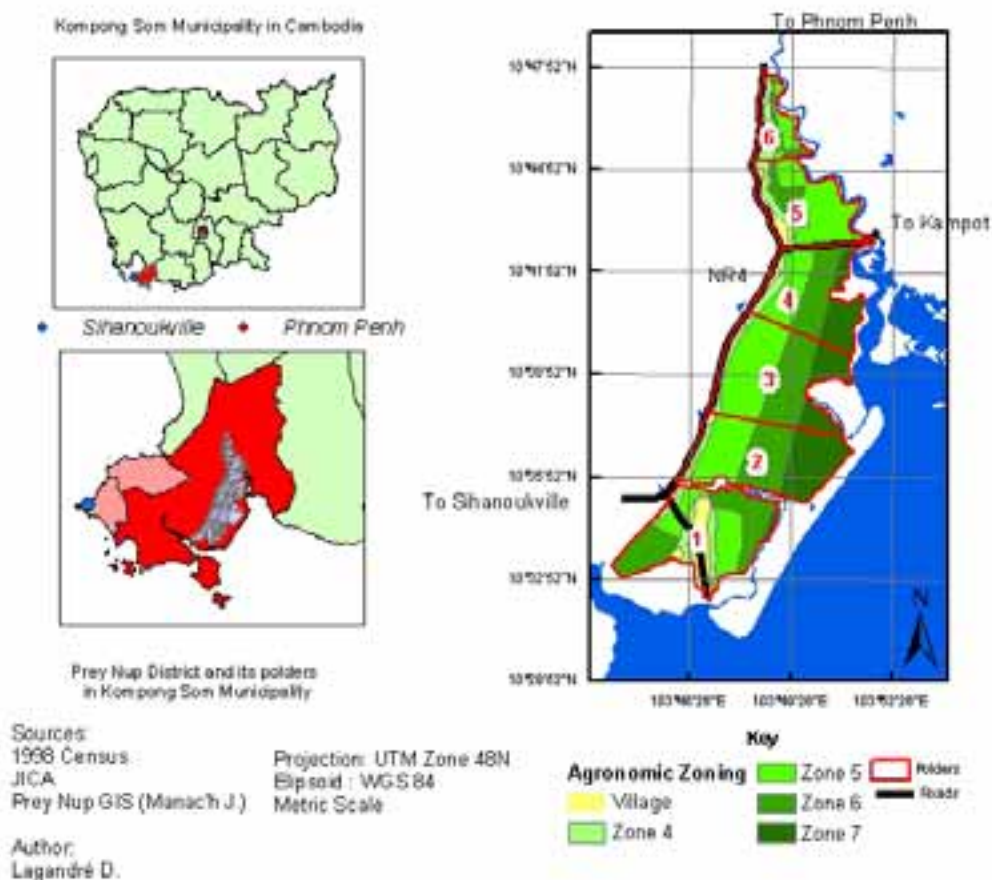 Kompong Som Municipality in Cambodia
Sihanoukville
Phnom Penh
Prey Nup District and its polders
in Kompong Som Municipality
Sources:
1998 Census
JICA
Prey Nup GIS (Manac'h J.)
Projection: UTM Zone 48N
Elipsoid : WGS 84
Metric Scale
Author:
Lagandré D.
To Phnom Penh
6
5
To Kampot
NR4
4
3
2
To Sihanoukville
1
N
Key
Agronomic Zoning
Village
Zone 4
Zone 5
Zone 6
Zone 7
Polders
Roads